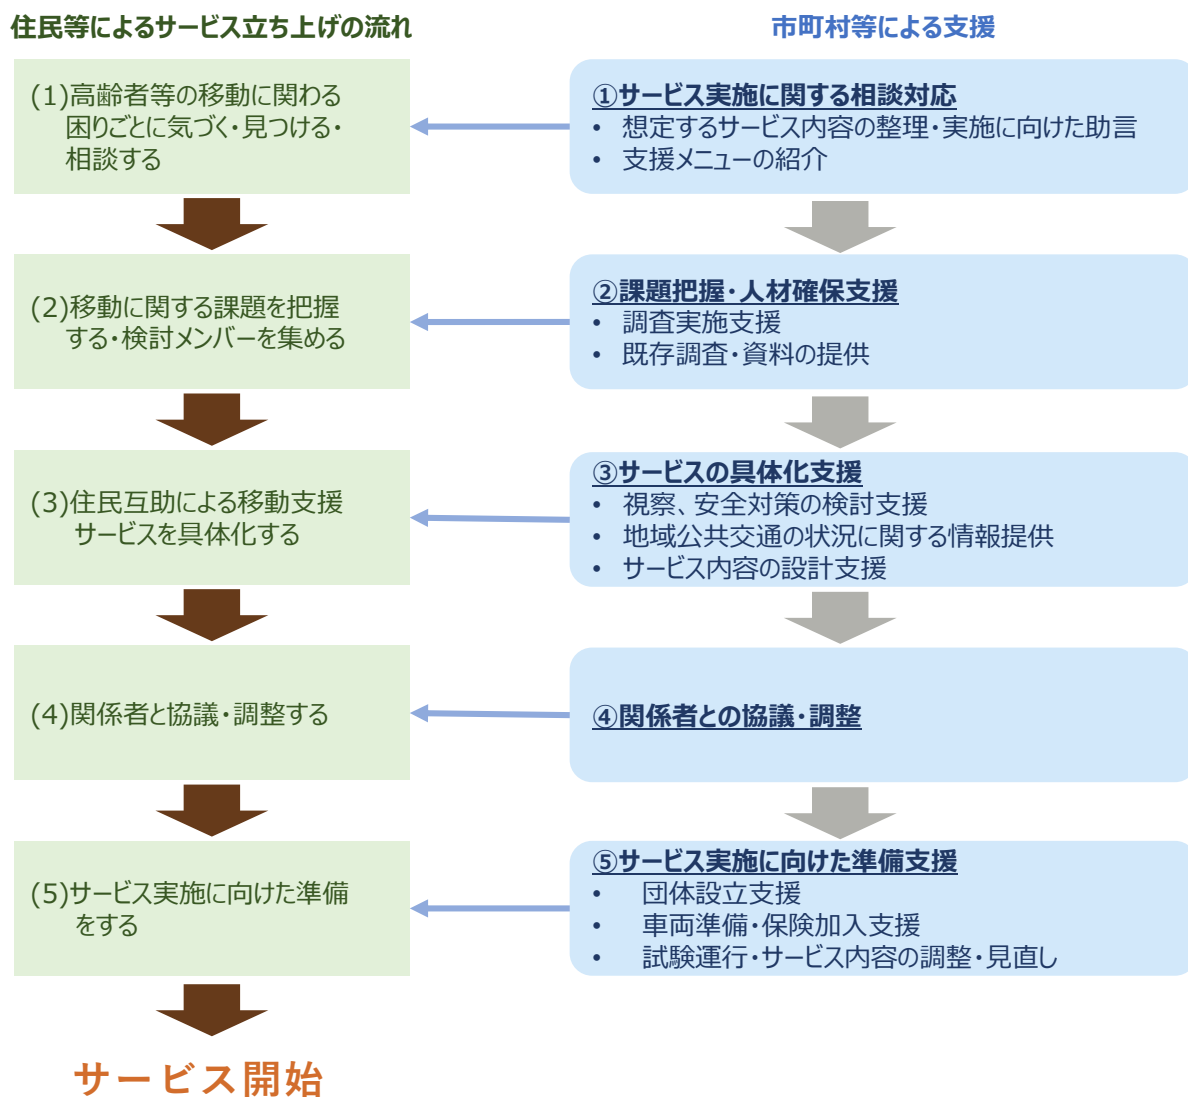 住民等によるサービス立ち上げの流れ
市町村等による支援
(1)高齢者等の移動に関わる
困りごとに気づく・見つける・
相談する
①サービス実施に関する相談対応
• 想定するサービス内容の整理・実施に向けた助言
• 支援メニューの紹介
(2)移動に関する課題を把握
する・検討メンバーを集める
②課題把握・人材確保支援
• 調査実施支援
• 既存調査・資料の提供
(3)住民互助による移動支援
サービスを具体化する
③サービスの具体化支援
• 視察、安全対策の検討支援
• 地域公共交通の状況に関する情報提供
• サービス内容の設計支援
(4)関係者と協議・調整する
④関係者との協議・調整
(5)サービス実施に向けた準備
をする
⑤サービス実施に向けた準備支援
• 団体設立支援
• 車両準備・保険加入支援
• 試験運行・サービス内容の調整・見直し
サービス開始